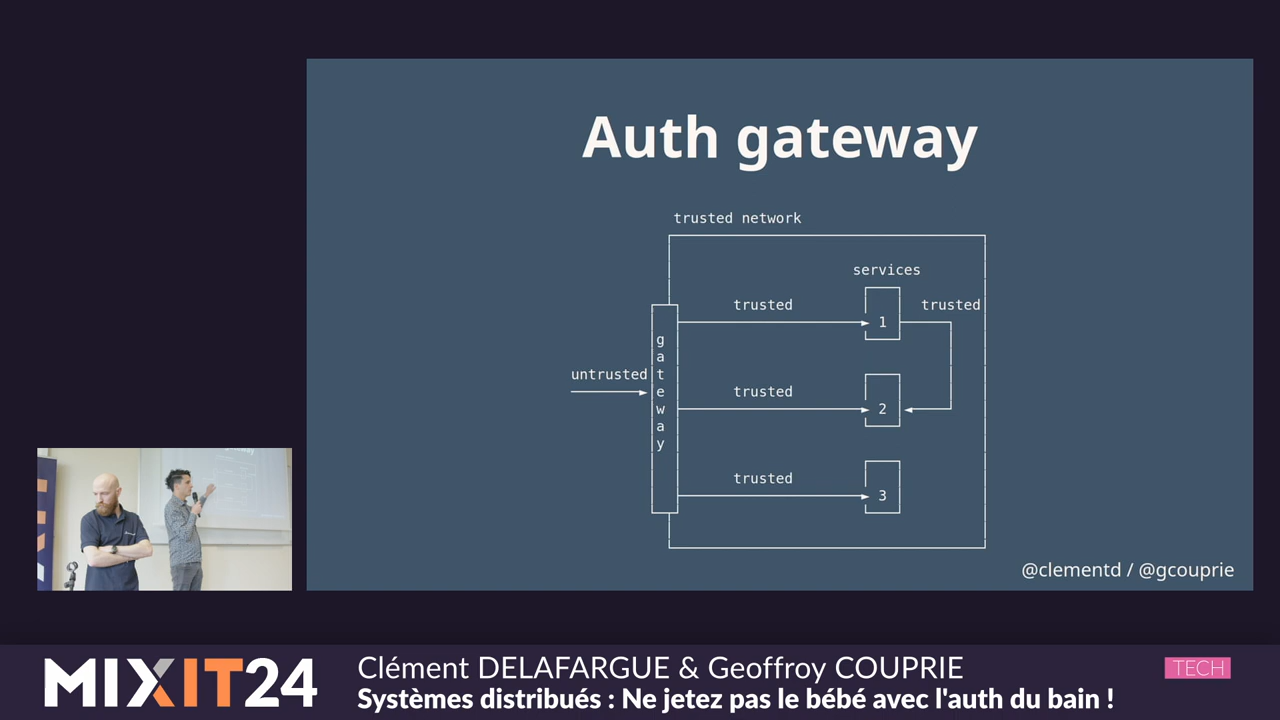 Auth gateway
trusted network
services
trusted
trusted
1
gateway
untrusted
trusted
2
trusted
3
@clementd / @gcouprie
MIXIT24
Clément DELAFARGUE & Geoffroy COUPRIE
TECH
Systèmes distribués : Ne jetez pas le bébé avec l'auth du bain !